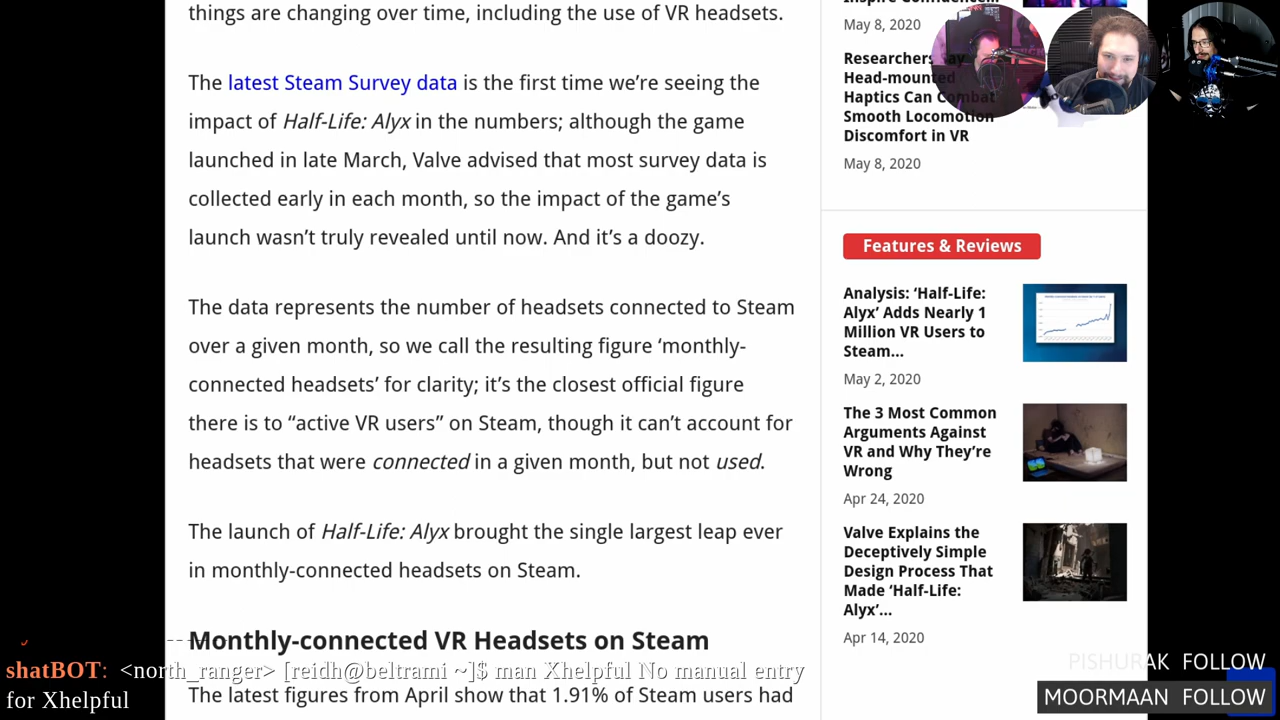 things are changing over time, including the use of VR headsets.
The latest Steam Survey data is the first time we’re seeing the
impact of Half-Life: Alyx in the numbers; although the game
launched in late March, Valve advised that most survey data is
collected early in each month, so the impact of the game’s
launch wasn’t truly revealed until now. And it’s a doozy.
The data represents the number of headsets connected to Steam
over a given month, so we call the resulting figure ‘monthly-
connected headsets’ for clarity; it’s the closest official figure
there is to “active VR users” on Steam, though it can’t account for
headsets that were connected in a given month, but not used.
The launch of Half-Life: Alyx brought the single largest leap ever
in monthly-connected headsets on Steam.
Monthly-connected VR Headsets on Steam
The latest figures from April show that 1.91% of Steam users had
May 8, 2020
Researchers Say
Head-mounted
Haptics Can Combat
Smooth Locomotion
Discomfort in VR
May 8, 2020
Features & Reviews
Analysis: ‘Half-Life:
Alyx’ Adds Nearly 1
Million VR Users to
Steam…
May 2, 2020
The 3 Most Common
Arguments Against
VR and Why They’re
Wrong
Apr 24, 2020
Valve Explains the
Deceptively Simple
Design Process That
Made ‘Half-Life:
Alyx’…
Apr 14, 2020
shatBOT: <north_ranger> [reidh@beltrami ~]$ man Xhelpful No manual entry
for Xhelpful
PISHURAK FOLLOW
MOORMAAN FOLLOW